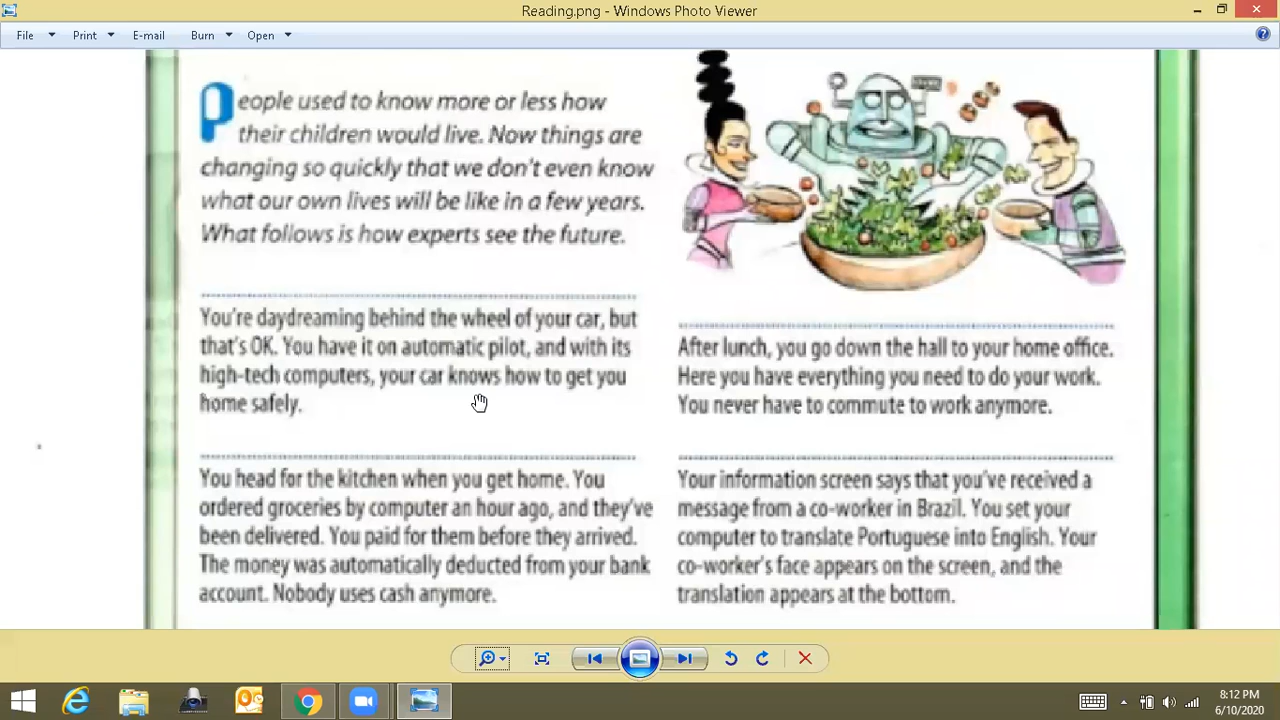 Reading.png - Windows Photo Viewer
File
Print
E-mail
Burn
Open
People used to know more or less how
their children would live. Now things are
changing so quickly that we don't even know
what our own lives will be like in a few years.
What follows is how experts see the future.
You're daydreaming behind the wheel of your car, but
that's OK. You have it on automatic pilot, and with its
high-tech computers, your car knows how to get you
home safely.
You head for the kitchen when you get home. You
ordered groceries by computer an hour ago, and they've
been delivered. You paid for them before they arrived.
The money was automatically deducted from your bank
account. Nobody uses cash anymore.
After lunch, you go down the hall to your home office.
Here you have everything you need to do your work.
You never have to commute to work anymore.
Your information screen says that you've received a
message from a co-worker in Brazil. You set your
computer to translate Portuguese into English. Your
co-worker's face appears on the screen, and the
translation appears at the bottom.
8:12 PM
6/10/2020